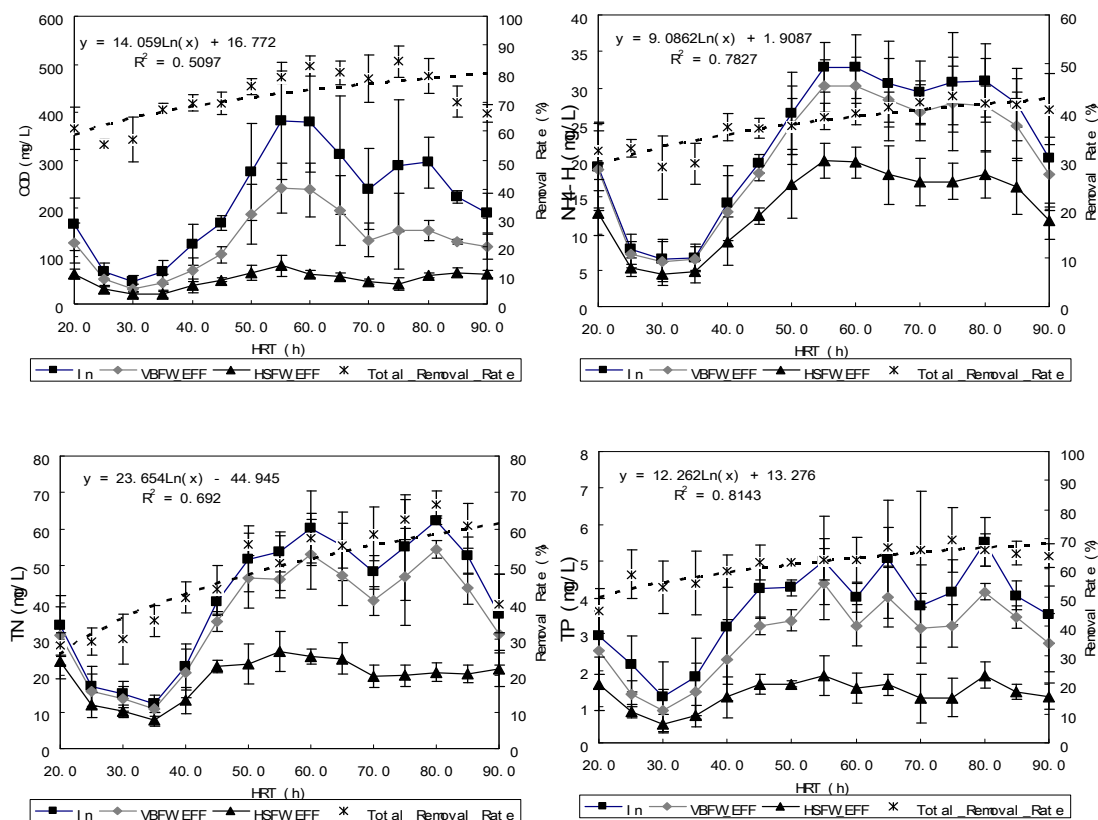 y = 14.059Ln(x) + 16.772
R² = 0.5097
COD (mg/L)
600
500
400
300
200
100
0
100
90
80
70
60
50
40
30
20
10
0
Removal Rate (%)
20.0 30.0 40.0 50.0 60.0 70.0 80.0 90.0
HRT (h)
In VBFW_EFF HSFW_EFF Total_Removal_Rate
y = 9.0862Ln(x) + 1.9087
R² = 0.7827
40
35
30
25
20
15
10
5
0
60
50
40
30
20
10
0
Removal Rate (%)
20.0 30.0 40.0 50.0 60.0 70.0 80.0 90.0
HRT (h)
In VBFW_EFF HSFW_EFF Total_Removal_Rate
y = 23.654Ln(x) - 44.945
R² = 0.692
TN (mg/L)
80
70
60
50
40
30
20
10
0
80
70
60
50
40
30
20
10
0
Removal Rate (%)
20.0 30.0 40.0 50.0 60.0 70.0 80.0 90.0
HRT (h)
In VBFW_EFF HSFW_EFF Total_Removal_Rate
y = 12.262Ln(x) + 13.276
R² = 0.8143
TP (mg/L)
8
7
6
5
4
3
2
1
0
100
90
80
70
60
50
40
30
20
10
0
Removal Rate (%)
20.0 30.0 40.0 50.0 60.0 70.0 80.0 90.0
HRT (h)
In VBFW_EFF HSFW_EFF Total_Removal_Rate